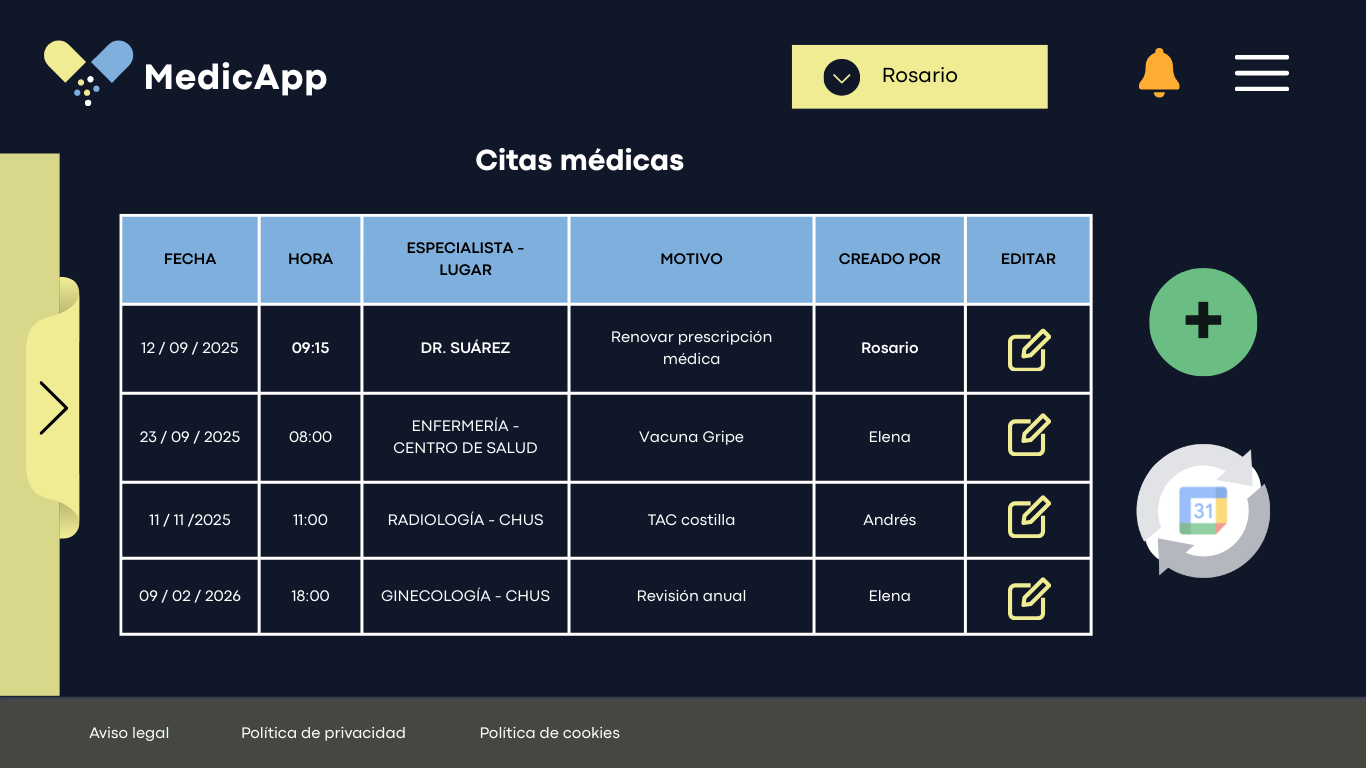 MedicApp
Rosario
Citas médicas
FECHA
HORA
ESPECIALISTA -
LUGAR
MOTIVO
CREADO POR
EDITAR
12 / 09 / 2025
09:15
DR. SUÁREZ
Renovar prescripción
médica
Rosario
23 / 09 / 2025
08:00
ENFERMERÍA -
CENTRO DE SALUD
Vacuna Gripe
Elena
11 / 11 /2025
11:00
RADIOLOGÍA - CHUS
TAC costilla
Andrés
09 / 02 / 2026
18:00
GINECOLOGÍA - CHUS
Revisión anual
Elena
+
31
Aviso legal
Política de privacidad
Política de cookies